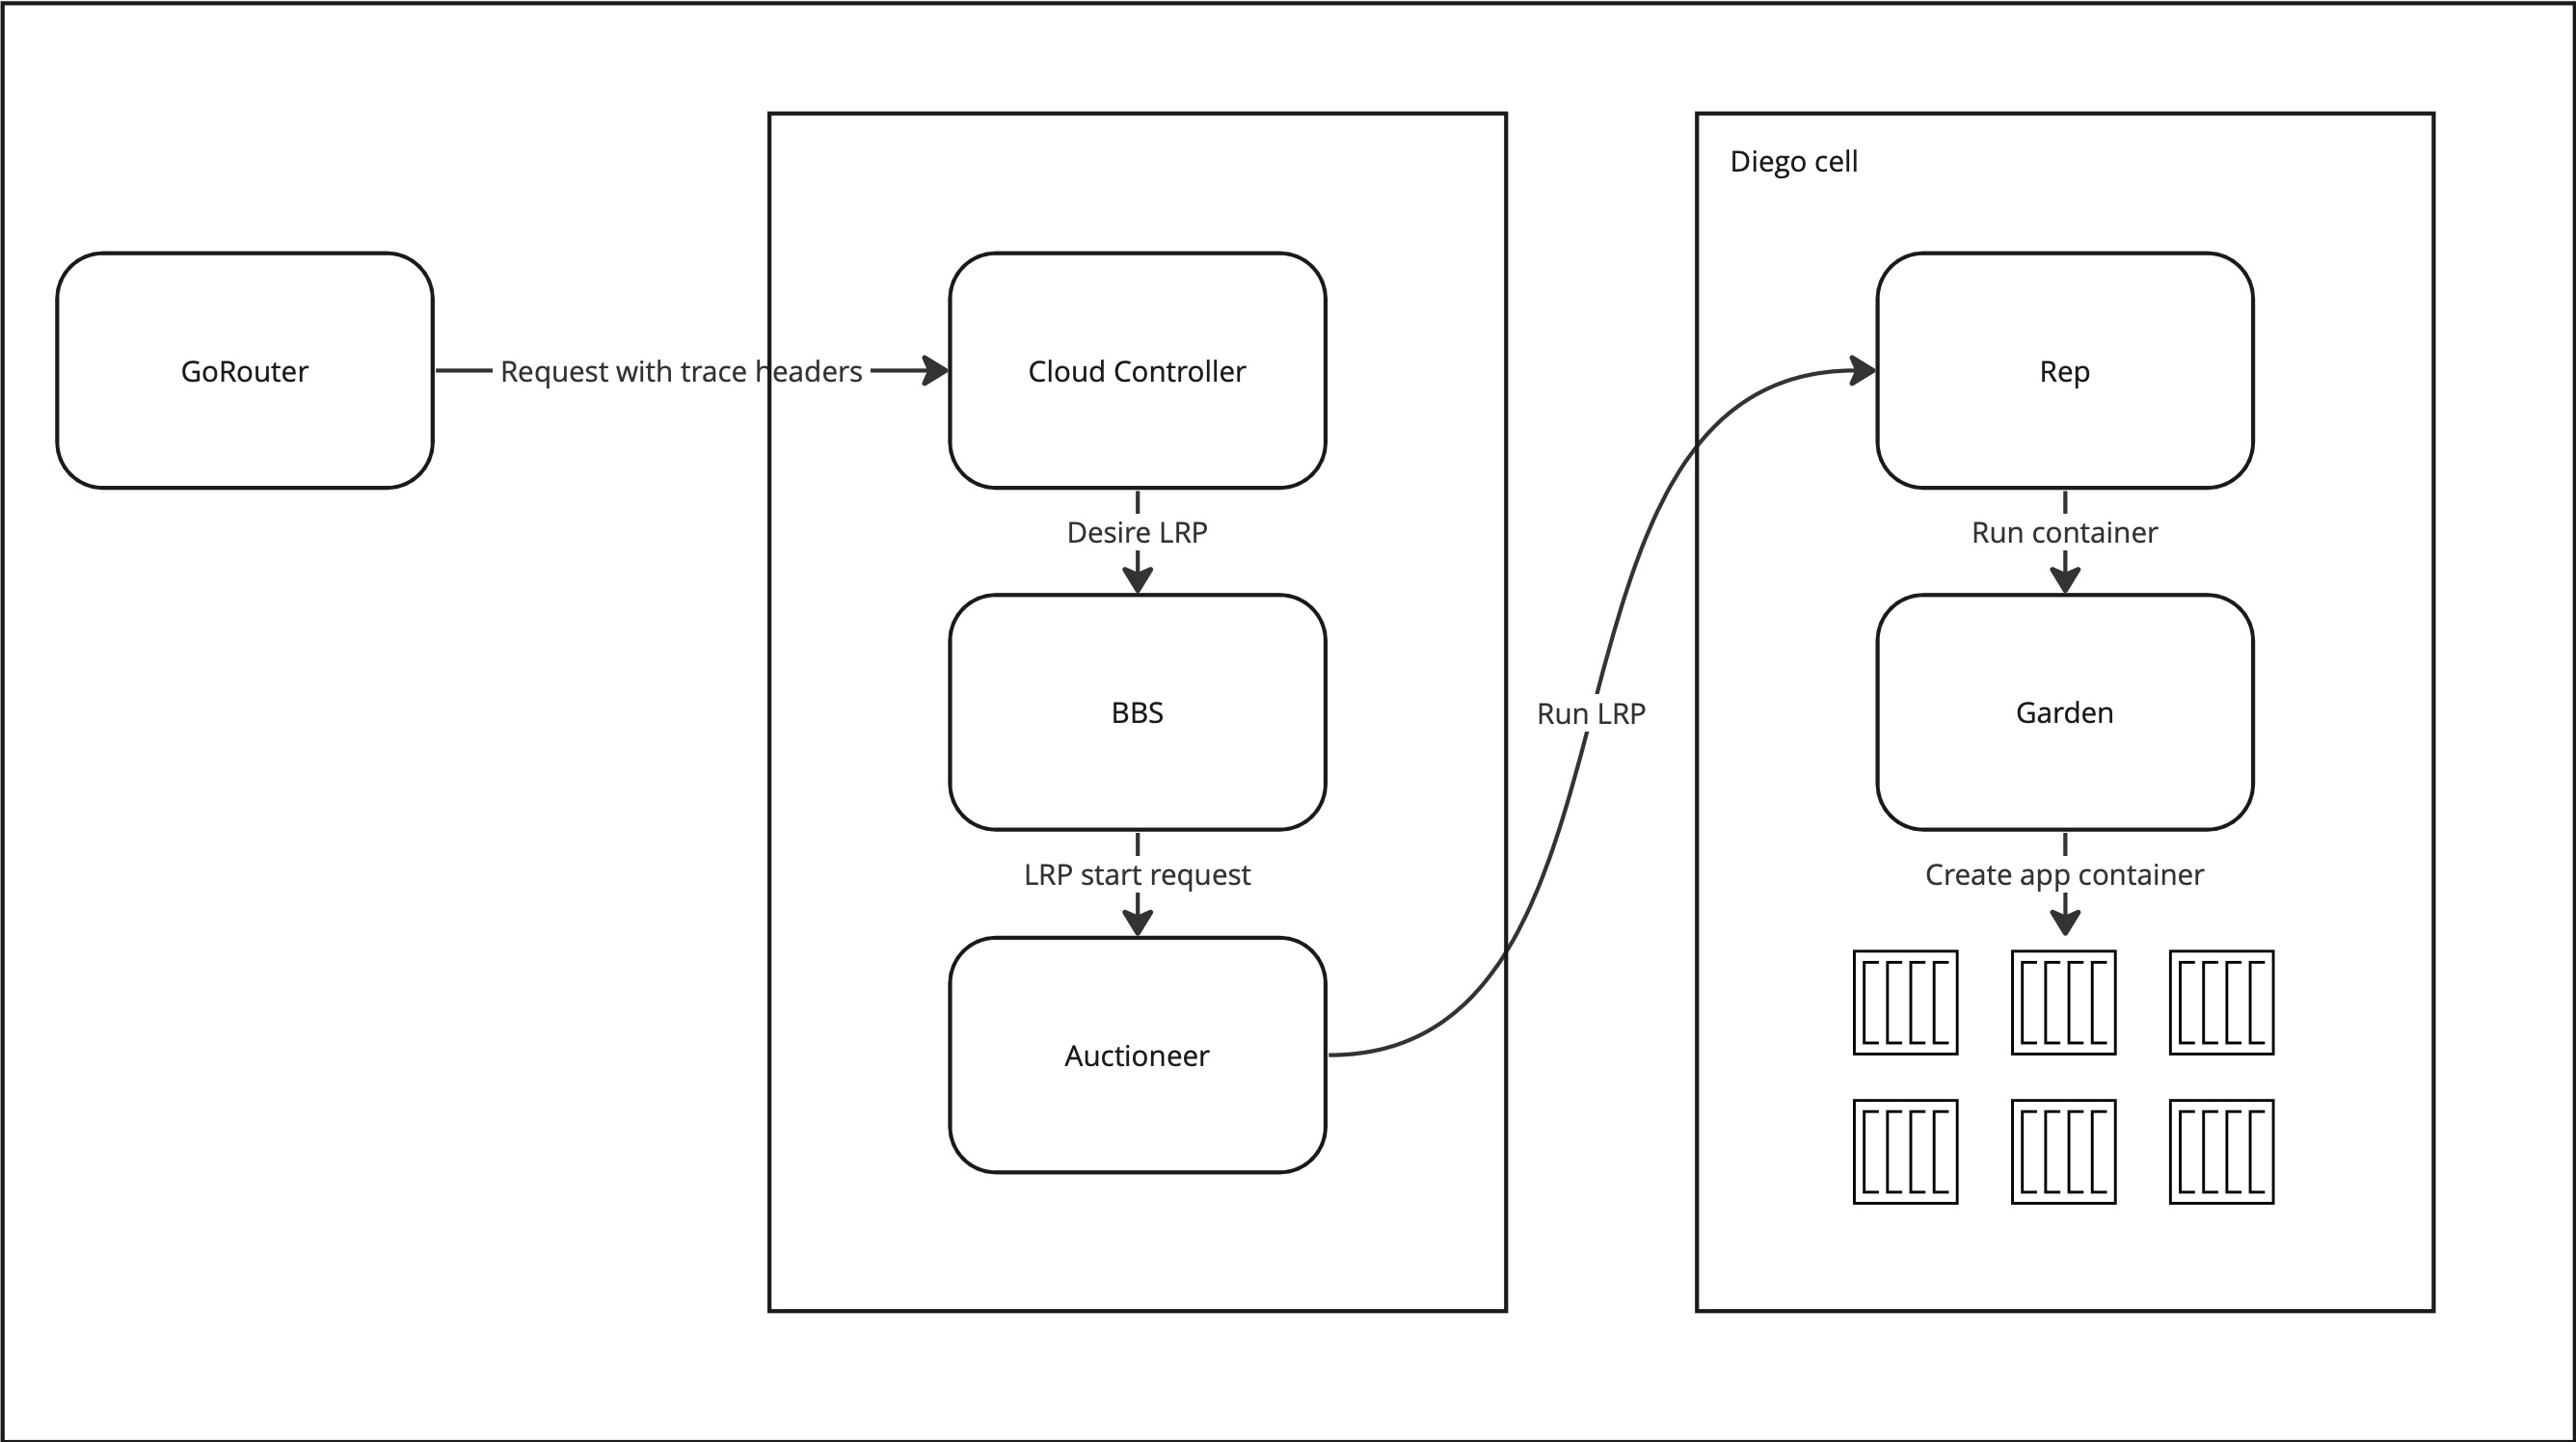 Diego cell
GoRouter
Request with trace headers
Cloud Controller
Rep
Desire LRP
Run container
BBS
Run LRP
Garden
LRP start request
Create app container
Auctioneer